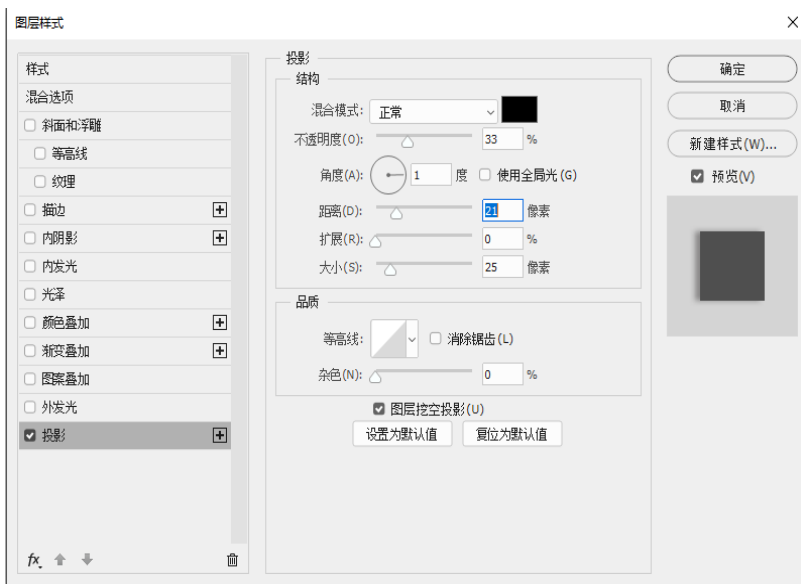 图层样式
样式
混合选项
斜面和浮雕
等高线
纹理
描边
内阴影
内发光
光泽
颜色叠加
渐变叠加
图案叠加
外发光
投影
fx
投影
结构
混合模式: 正常
不透明度(O): 33 %
角度(A): 1 度 使用全局光(G)
距离(D): 21 像素
扩展(R): 0 %
大小(S): 25 像素
品质
等高线: 消除锯齿(L)
杂色(N): 0 %
图层挖空投影(U)
设置为默认值 复位为默认值
确定
取消
新建样式(W)...
预览(V)